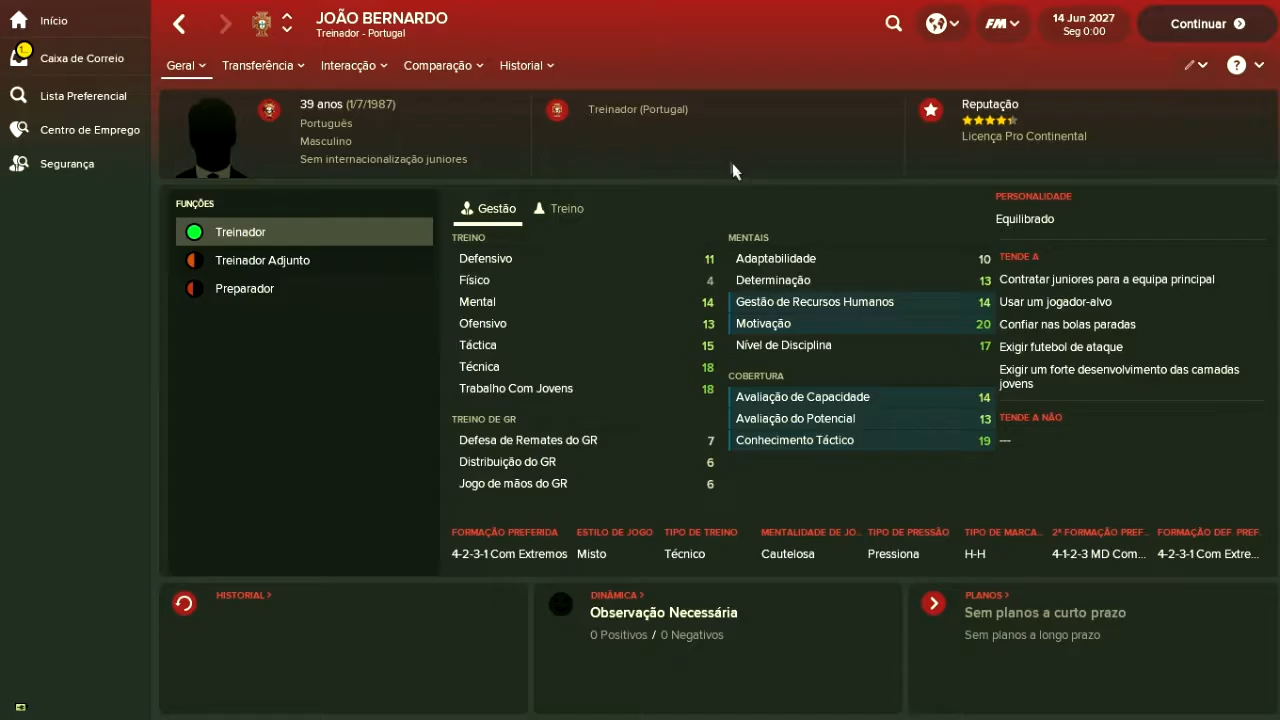 Início
Caixa de Correio
Lista Preferencial
Centro de Emprego
Segurança
JOÃO BERNARDO
Treinador - Portugal
FM
14 Jun 2027
Seg 0:00
Continuar
Geral
Transferência
Interacção
Comparação
Historial
?
39 anos (1/7/1987)
Português
Masculino
Sem internacionalização juniores
Treinador (Portugal)
Reputação
Licença Pro Continental
FUNÇÕES
Treinador
Treinador Adjunto
Preparador
Gestão
Treino
TREINO
Defensivo 11
Físico 4
Mental 14
Ofensivo 13
Táctica 15
Técnica 18
Trabalho Com Jovens 18
TREINO DE GR
Defesa de Remates do GR 7
Distribuição do GR 6
Jogo de mãos do GR 6
MENTAIS
Adaptabilidade 10
Determinação 13
Gestão de Recursos Humanos 14
Motivação 20
Nível de Disciplina 17
COBERTURA
Avaliação de Capacidade 14
Avaliação do Potencial 13
Conhecimento Táctico 19
PERSONALIDADE
Equilibrado
TENDE A
Contratar juniores para a equipa principal
Usar um jogador-alvo
Confiar nas bolas paradas
Exigir futebol de ataque
Exigir um forte desenvolvimento das camadas
jovens
TENDE A NÃO
---
FORMAÇÃO PREFERIDA
4-2-3-1 Com Extremos
ESTILO DE JOGO
Misto
TIPO DE TREINO
Técnico
MENTALIDADE DE JO...
Cautelosa
TIPO DE PRESSÃO
Pressiona
TIPO DE MARCA...
H-H
2ª FORMAÇÃO PREF...
4-1-2-3 MD Com...
FORMAÇÃO DEF. PREF.
4-2-3-1 Com Extre...
HISTORIAL >
DINÂMICA >
Observação Necessária
0 Positivos / 0 Negativos
PLANOS >
Sem planos a curto prazo
Sem planos a longo prazo